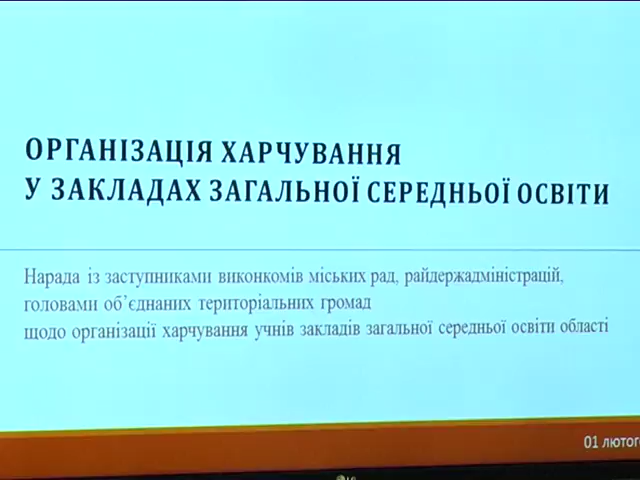 ОРГАНІЗАЦІЯ ХАРЧУВАННЯ
У ЗАКЛАДАХ ЗАГАЛЬНОЇ СЕРЕДНЬОЇ ОСВІТИ
Нарада із заступниками виконкомів міських рад, райдержадміністрацій,
головами об’єднаних територіальних громад
щодо організації харчування учнів закладів загальної середньої освіти області
01 лютого